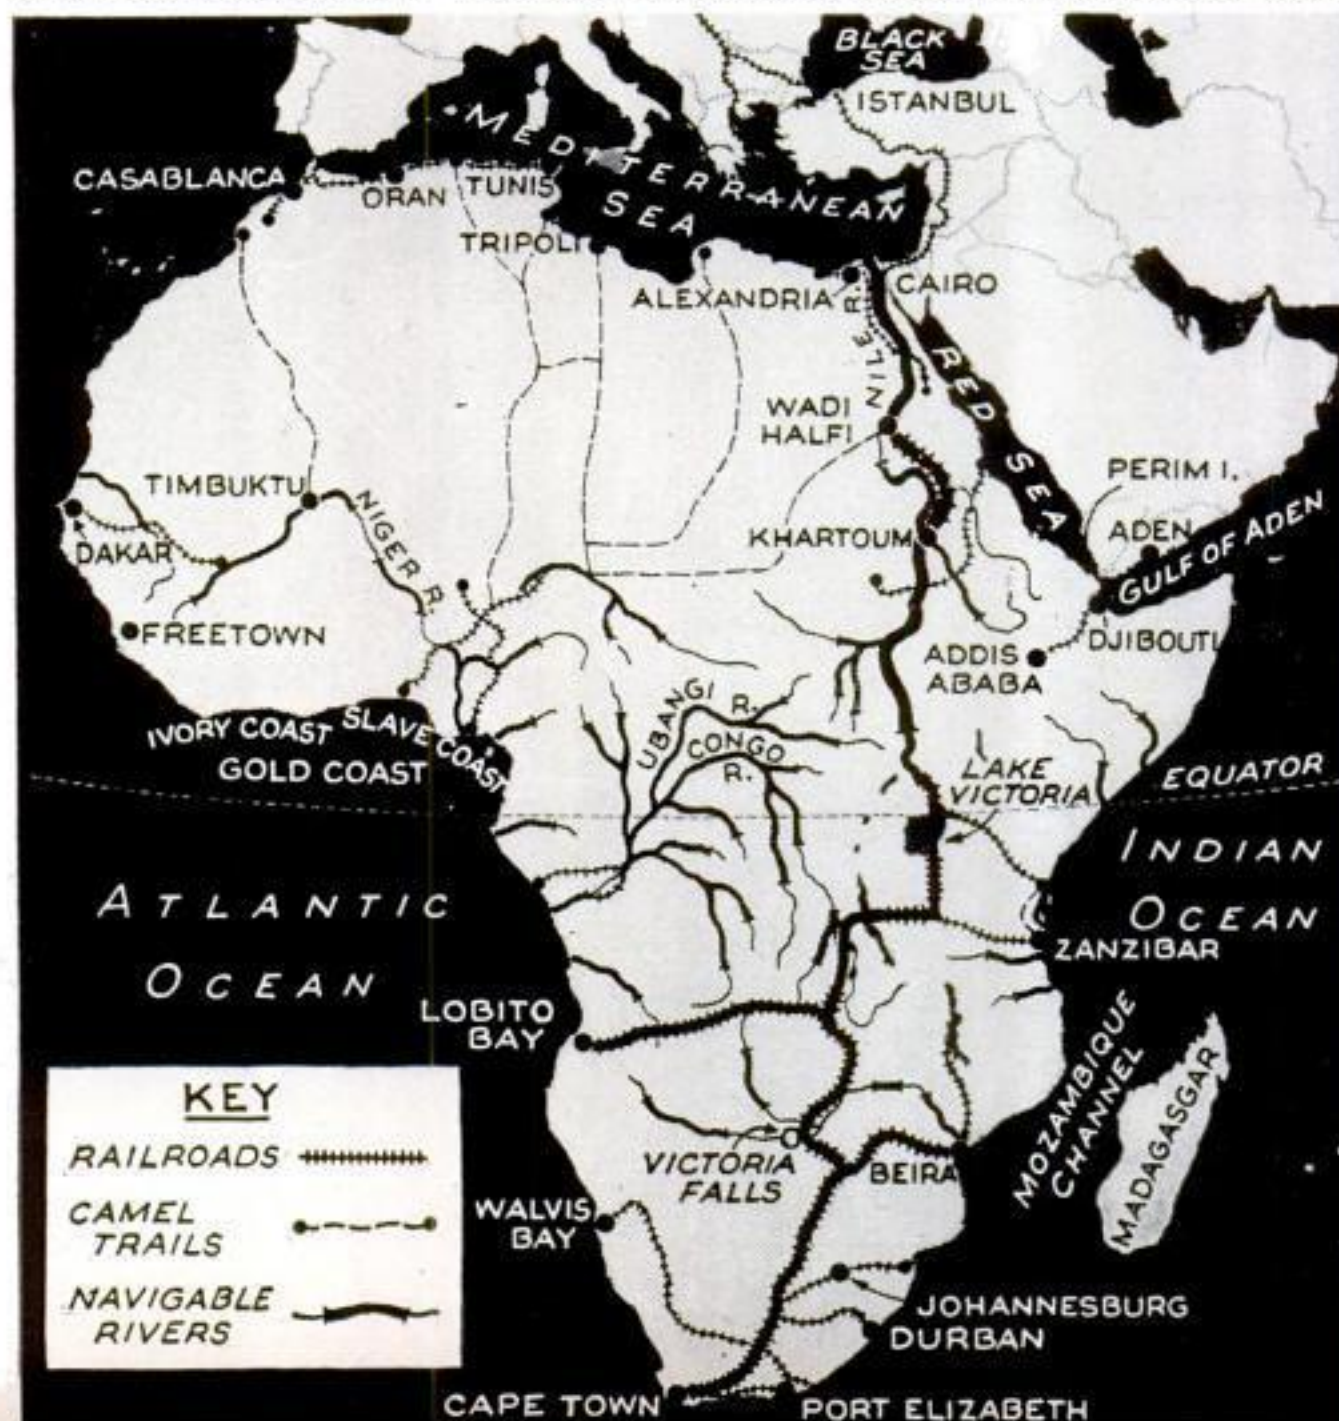 BLACK
SEA
ISTANBUL
MEDITERRANEAN
SEA
CASABLANCA
ORAN
TUNIS
TRIPOLI
ALEXANDRIA
CAIRO
NILE R.
RED SEA
WADI
HALFI
PERIM I.
ADEN
GULF OF ADEN
TIMBUKTU
NIGER R.
DAKAR
KHARTOUM
FREETOWN
DJIBOUTI
ADDIS
ABABA
IVORY COAST
SLAVE COAST
GOLD COAST
UBANGI R.
CONGO
R.
LAKE
VICTORIA
EQUATOR
ATLANTIC
OCEAN
INDIAN
OCEAN
ZANZIBAR
LOBITO
BAY
MOZAMBIQUE
CHANNEL
MADAGASGAR
VICTORIA
FALLS
BEIRA
WALVIS
BAY
JOHANNESBURG
DURBAN
CAPE TOWN
PORT ELIZABETH
KEY
RAILROADS
CAMEL
TRAILS
NAVIGABLE
RIVERS